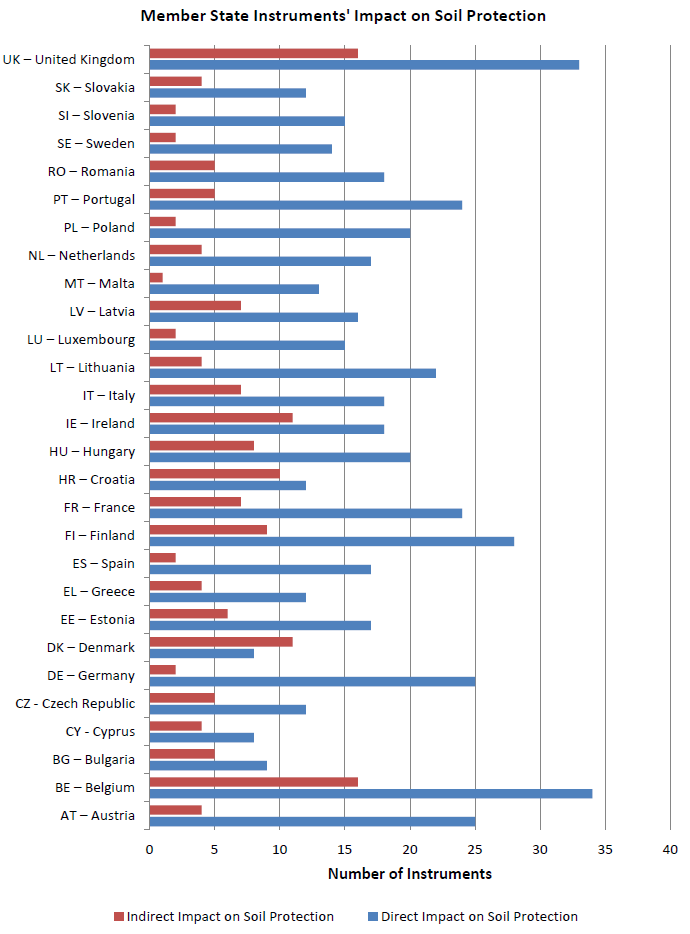 Member State Instruments' Impact on Soil Protection
UK – United Kingdom
SK – Slovakia
SI – Slovenia
SE – Sweden
RO – Romania
PT – Portugal
PL – Poland
NL – Netherlands
MT – Malta
LV – Latvia
LU – Luxembourg
LT – Lithuania
IT – Italy
IE – Ireland
HU – Hungary
HR – Croatia
FR – France
FI – Finland
ES – Spain
EL – Greece
EE – Estonia
DK – Denmark
DE – Germany
CZ - Czech Republic
CY - Cyprus
BG – Bulgaria
BE – Belgium
AT – Austria
0 5 10 15 20 25 30 35 40
Number of Instruments
Indirect Impact on Soil Protection Direct Impact on Soil Protection